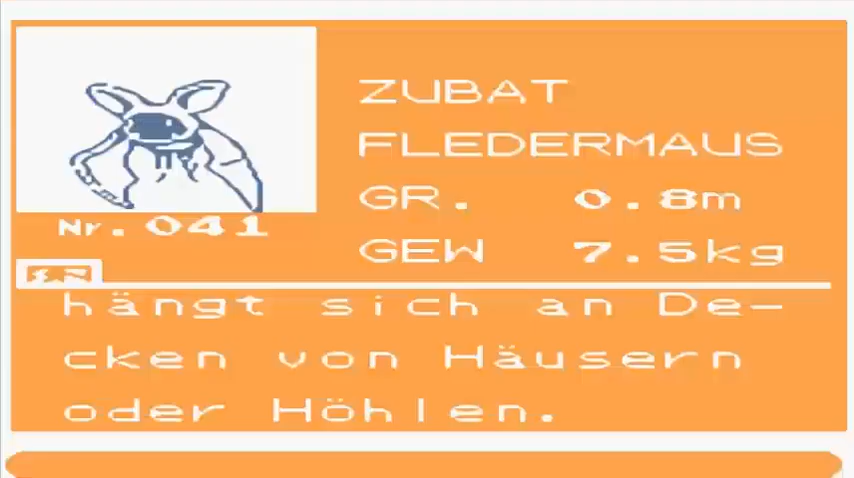 ZUBAT
FLEDERMAUS
GR. 0.8m
Nr.041
GEW 7.5kg
hängt sich an De-
cken von Häusern
oder Höhlen.